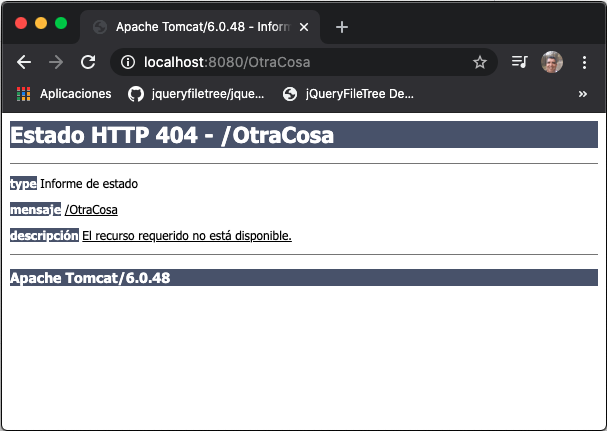 Apache Tomcat/6.0.48 - Inform
localhost:8080/OtraCosa
Aplicaciones
jqueryfiletree/jque...
jQueryFileTree De...
»
Estado HTTP 404 - /OtraCosa
type Informe de estado
mensaje /OtraCosa
descripción El recurso requerido no está disponible.
Apache Tomcat/6.0.48